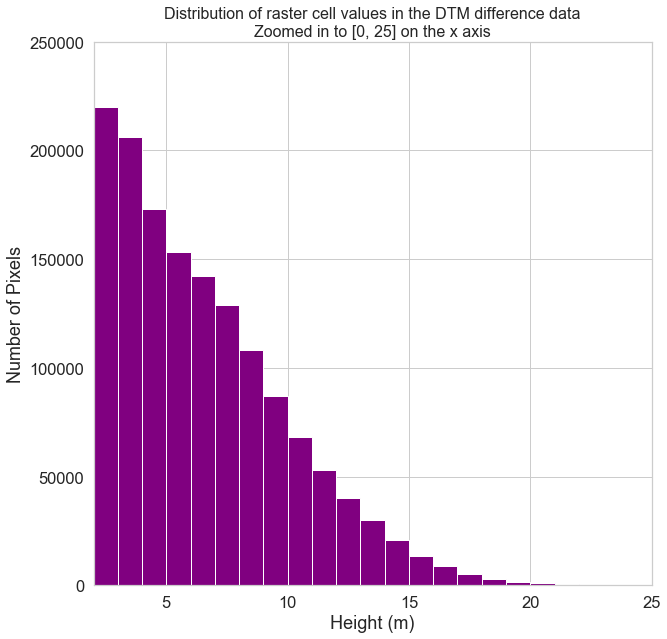 Distribution of raster cell values in the DTM difference data
Zoomed in to [0, 25] on the x axis
250000
200000
150000
100000
50000
0
Number of Pixels
5 10 15 20 25
Height (m)